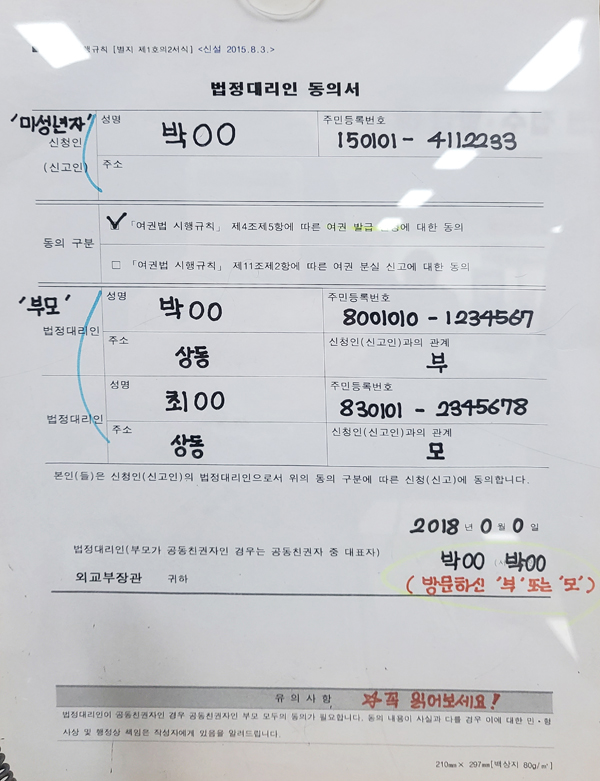 행규칙 [별지 제1호의2서식] <신설 2015.8.3.>
법정대리인 동의서
'미성년자'
신청인
(신고인)
성명
박OO
주민등록번호
150101 - 4112233
주소
동의 구분
✓ □ 「여권법 시행규칙」 제4조제5항에 따른 여권 발급 에 대한 동의
□ 「여권법 시행규칙」 제11조제2항에 따른 여권 분실 신고에 대한 동의
'부모'
법정대리인
성명
박OO
주민등록번호
8001010 - 1234567
주소
상동
신청인(신고인)과의 관계
부
법정대리인
성명
최OO
주민등록번호
830101 - 2345678
주소
상동
신청인(신고인)과의 관계
모
본인(들)은 신청인(신고인)의 법정대리인으로서 위의 동의 구분에 따른 신청(신고)에 동의합니다.
2018 년 0 월 0 일
법정대리인(부모가 공동친권자인 경우는 공동친권자 중 대표자)
박OO 박OO
외교부장관 귀하
( 방문하신 '부' 또는 '모' )
유의사항 ☆꼭 읽어보세요!
법정대리인이 공동친권자인 경우 공동친권자인 부모 모두의 동의가 필요합니다. 동의 내용이 사실과 다를 경우 이에 대한 민·형
사상 및 행정상 책임은 작성자에게 있음을 알려드립니다.
210㎜× 297㎜[백상지 80g/㎡]